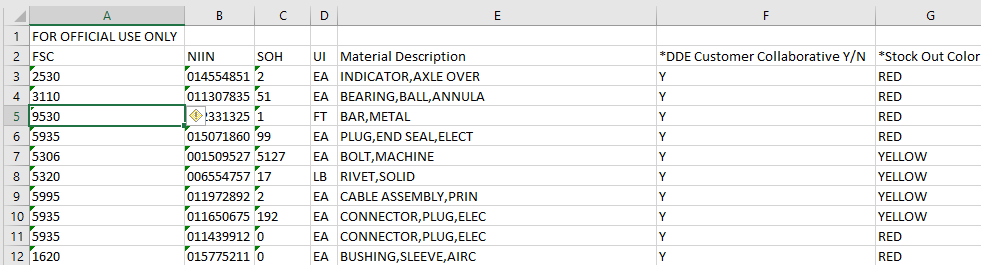 A B C D E F G
1 FOR OFFICIAL USE ONLY
2 FSC NIIN SOH UI Material Description *DDE Customer Collaborative Y/N *Stock Out Color
3 2530 014554851 2 EA INDICATOR,AXLE OVER Y RED
4 3110 011307835 51 EA BEARING,BALL,ANNULA Y RED
5 9530 2331325 1 FT BAR,METAL Y RED
6 5935 015071860 99 EA PLUG,END SEAL,ELECT Y RED
7 5306 001509527 5127 EA BOLT,MACHINE Y YELLOW
8 5320 006554757 17 LB RIVET,SOLID Y YELLOW
9 5995 011972892 2 EA CABLE ASSEMBLY,PRIN Y YELLOW
10 5935 011650675 192 EA CONNECTOR,PLUG,ELEC Y YELLOW
11 5935 011439912 0 EA CONNECTOR,PLUG,ELEC Y RED
12 1620 015775211 0 EA BUSHING,SLEEVE,AIRC Y RED